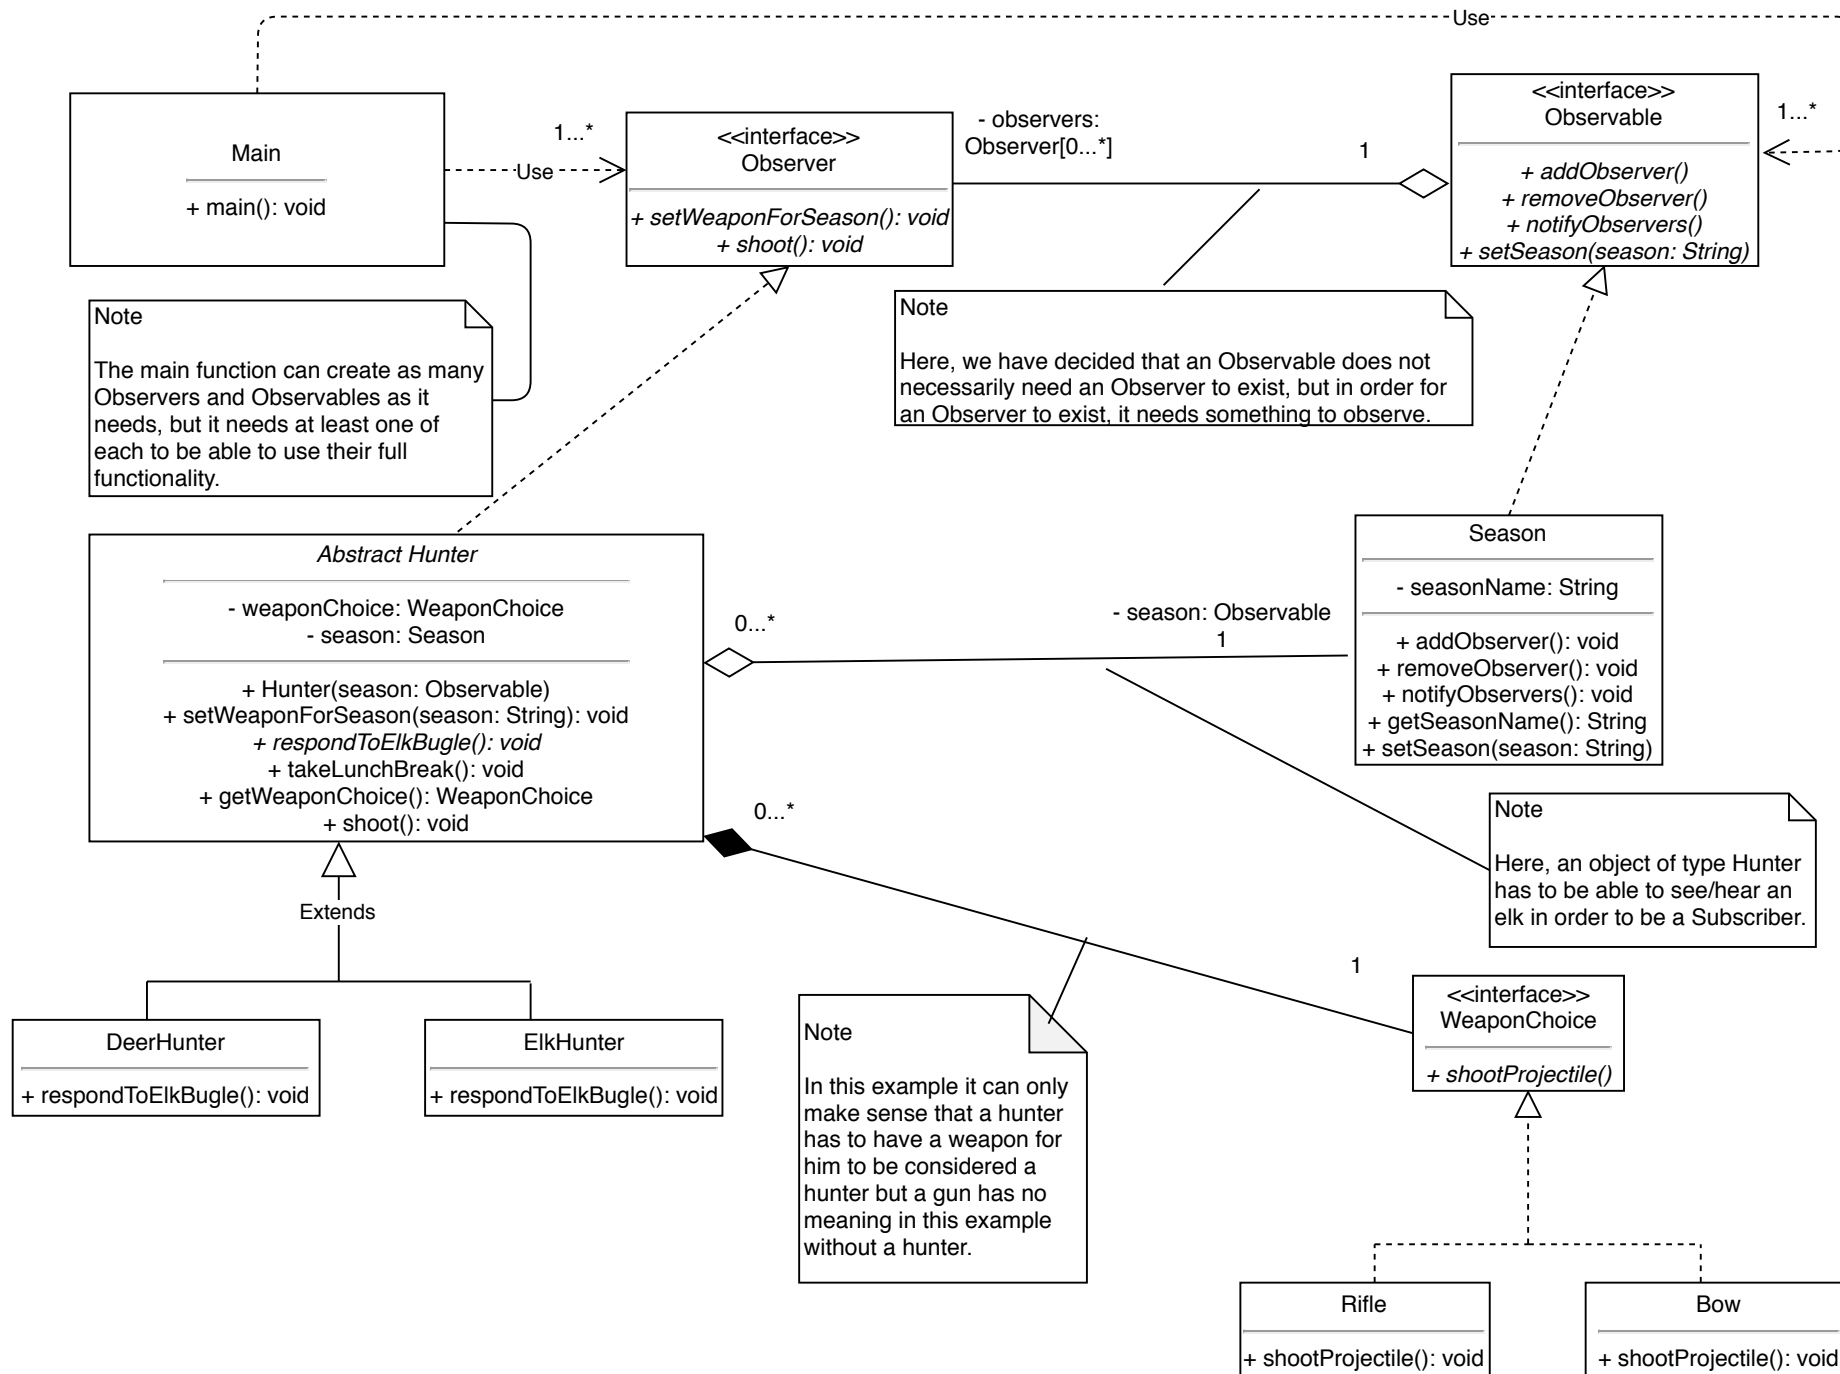 Use
Main
+ main(): void
1...*
Use
<<interface>>
Observer
+ setWeaponForSeason(): void
+ shoot(): void
- observers:
Observer[0...*]
1
<<interface>>
Observable
+ addObserver()
+ removeObserver()
+ notifyObservers()
+ setSeason(season: String)
1...*
Note
The main function can create as many
Observers and Observables as it
needs, but it needs at least one of
each to be able to use their full
functionality.
Note
Here, we have decided that an Observable does not
necessarily need an Observer to exist, but in order for
an Observer to exist, it needs something to observe.
Abstract Hunter
- weaponChoice: WeaponChoice
- season: Season
+ Hunter(season: Observable)
+ setWeaponForSeason(season: String): void
+ respondToElkBugle(): void
+ takeLunchBreak(): void
+ getWeaponChoice(): WeaponChoice
+ shoot(): void
0...*
- season: Observable
1
Season
- seasonName: String
+ addObserver(): void
+ removeObserver(): void
+ notifyObservers(): void
+ getSeasonName(): String
+ setSeason(season: String)
0...*
Note
Here, an object of type Hunter
has to be able to see/hear an
elk in order to be a Subscriber.
Extends
1
DeerHunter
+ respondToElkBugle(): void
ElkHunter
+ respondToElkBugle(): void
Note
In this example it can only
make sense that a hunter
has to have a weapon for
him to be considered a
hunter but a gun has no
meaning in this example
without a hunter.
<<interface>>
WeaponChoice
+ shootProjectile()
Rifle
+ shootProjectile(): void
Bow
+ shootProjectile(): void